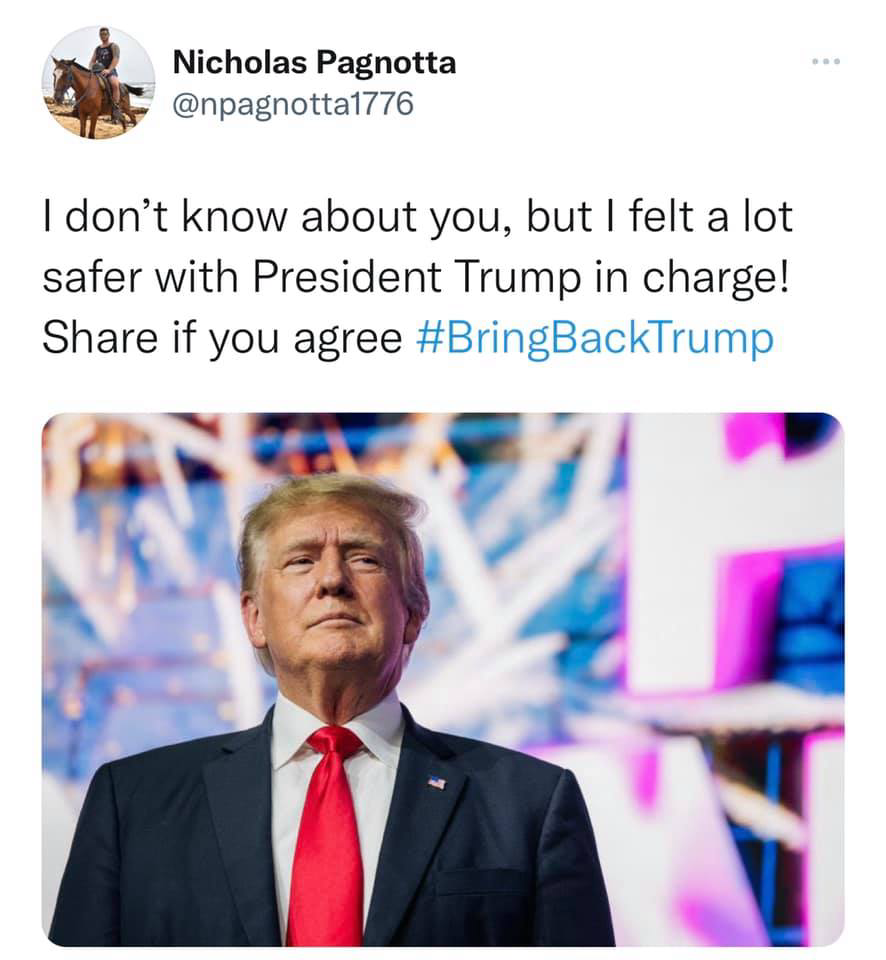 Nicholas Pagnotta
@npagnotta1776
I don’t know about you, but I felt a lot
safer with President Trump in charge!
Share if you agree #BringBackTrump